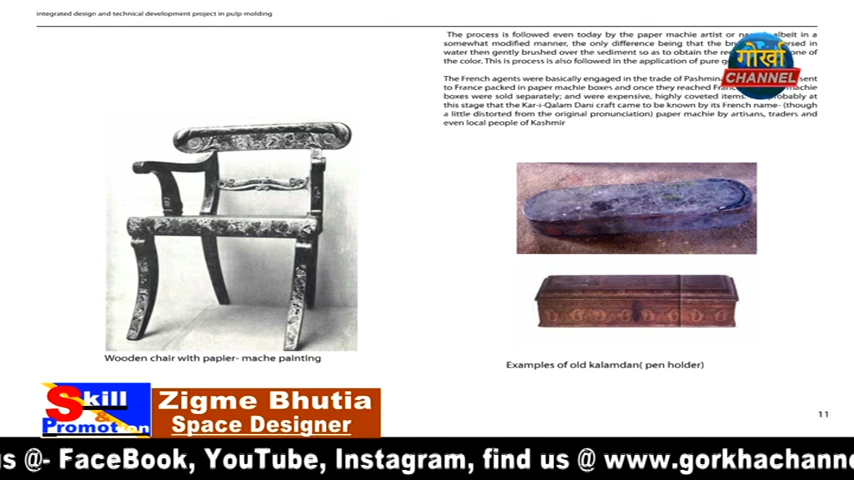 integrated design and technical development project in pulp molding
The process is followed even today by the paper machie artist or albeit in a
somewhat modified manner, the only difference being that the in
water then gently brushed over the sediment so as to obtain the of
the color. This is process is also followed in the application of pure
The French agents were basically engaged in the trade of Pashmina sent
to France packed in paper machie boxes and once they reached machie
boxes were sold separately; and were expensive, highly coveted items. at
this stage that the Kar-i-Qalam Dani craft came to be known by its French name- (though
a little distorted from the original pronunciation) paper machie by artisans, traders and
even local people of Kashmir
गोर्खा
CHANNEL
Wooden chair with papier- mache painting
Examples of old kalamdan( pen holder)
11
Skill
&
Promotion
Zigme Bhutia
Space Designer
@- FaceBook, YouTube, Instagram, find us @ www.gorkhachann